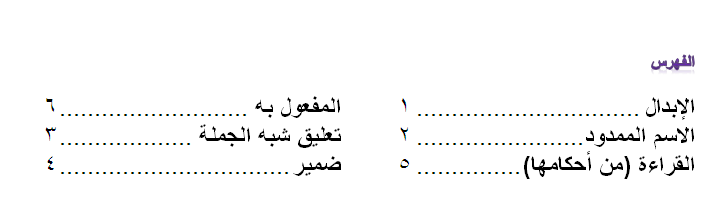 الفهرس
الإبدال ............................. ١
الاسم الممدود...................... ٢
القراءة (من أحكامها).............. ٥
المفعول به ......................... ٦
تعليق شبه الجملة ................. ٣
ضمير .............................. ٤